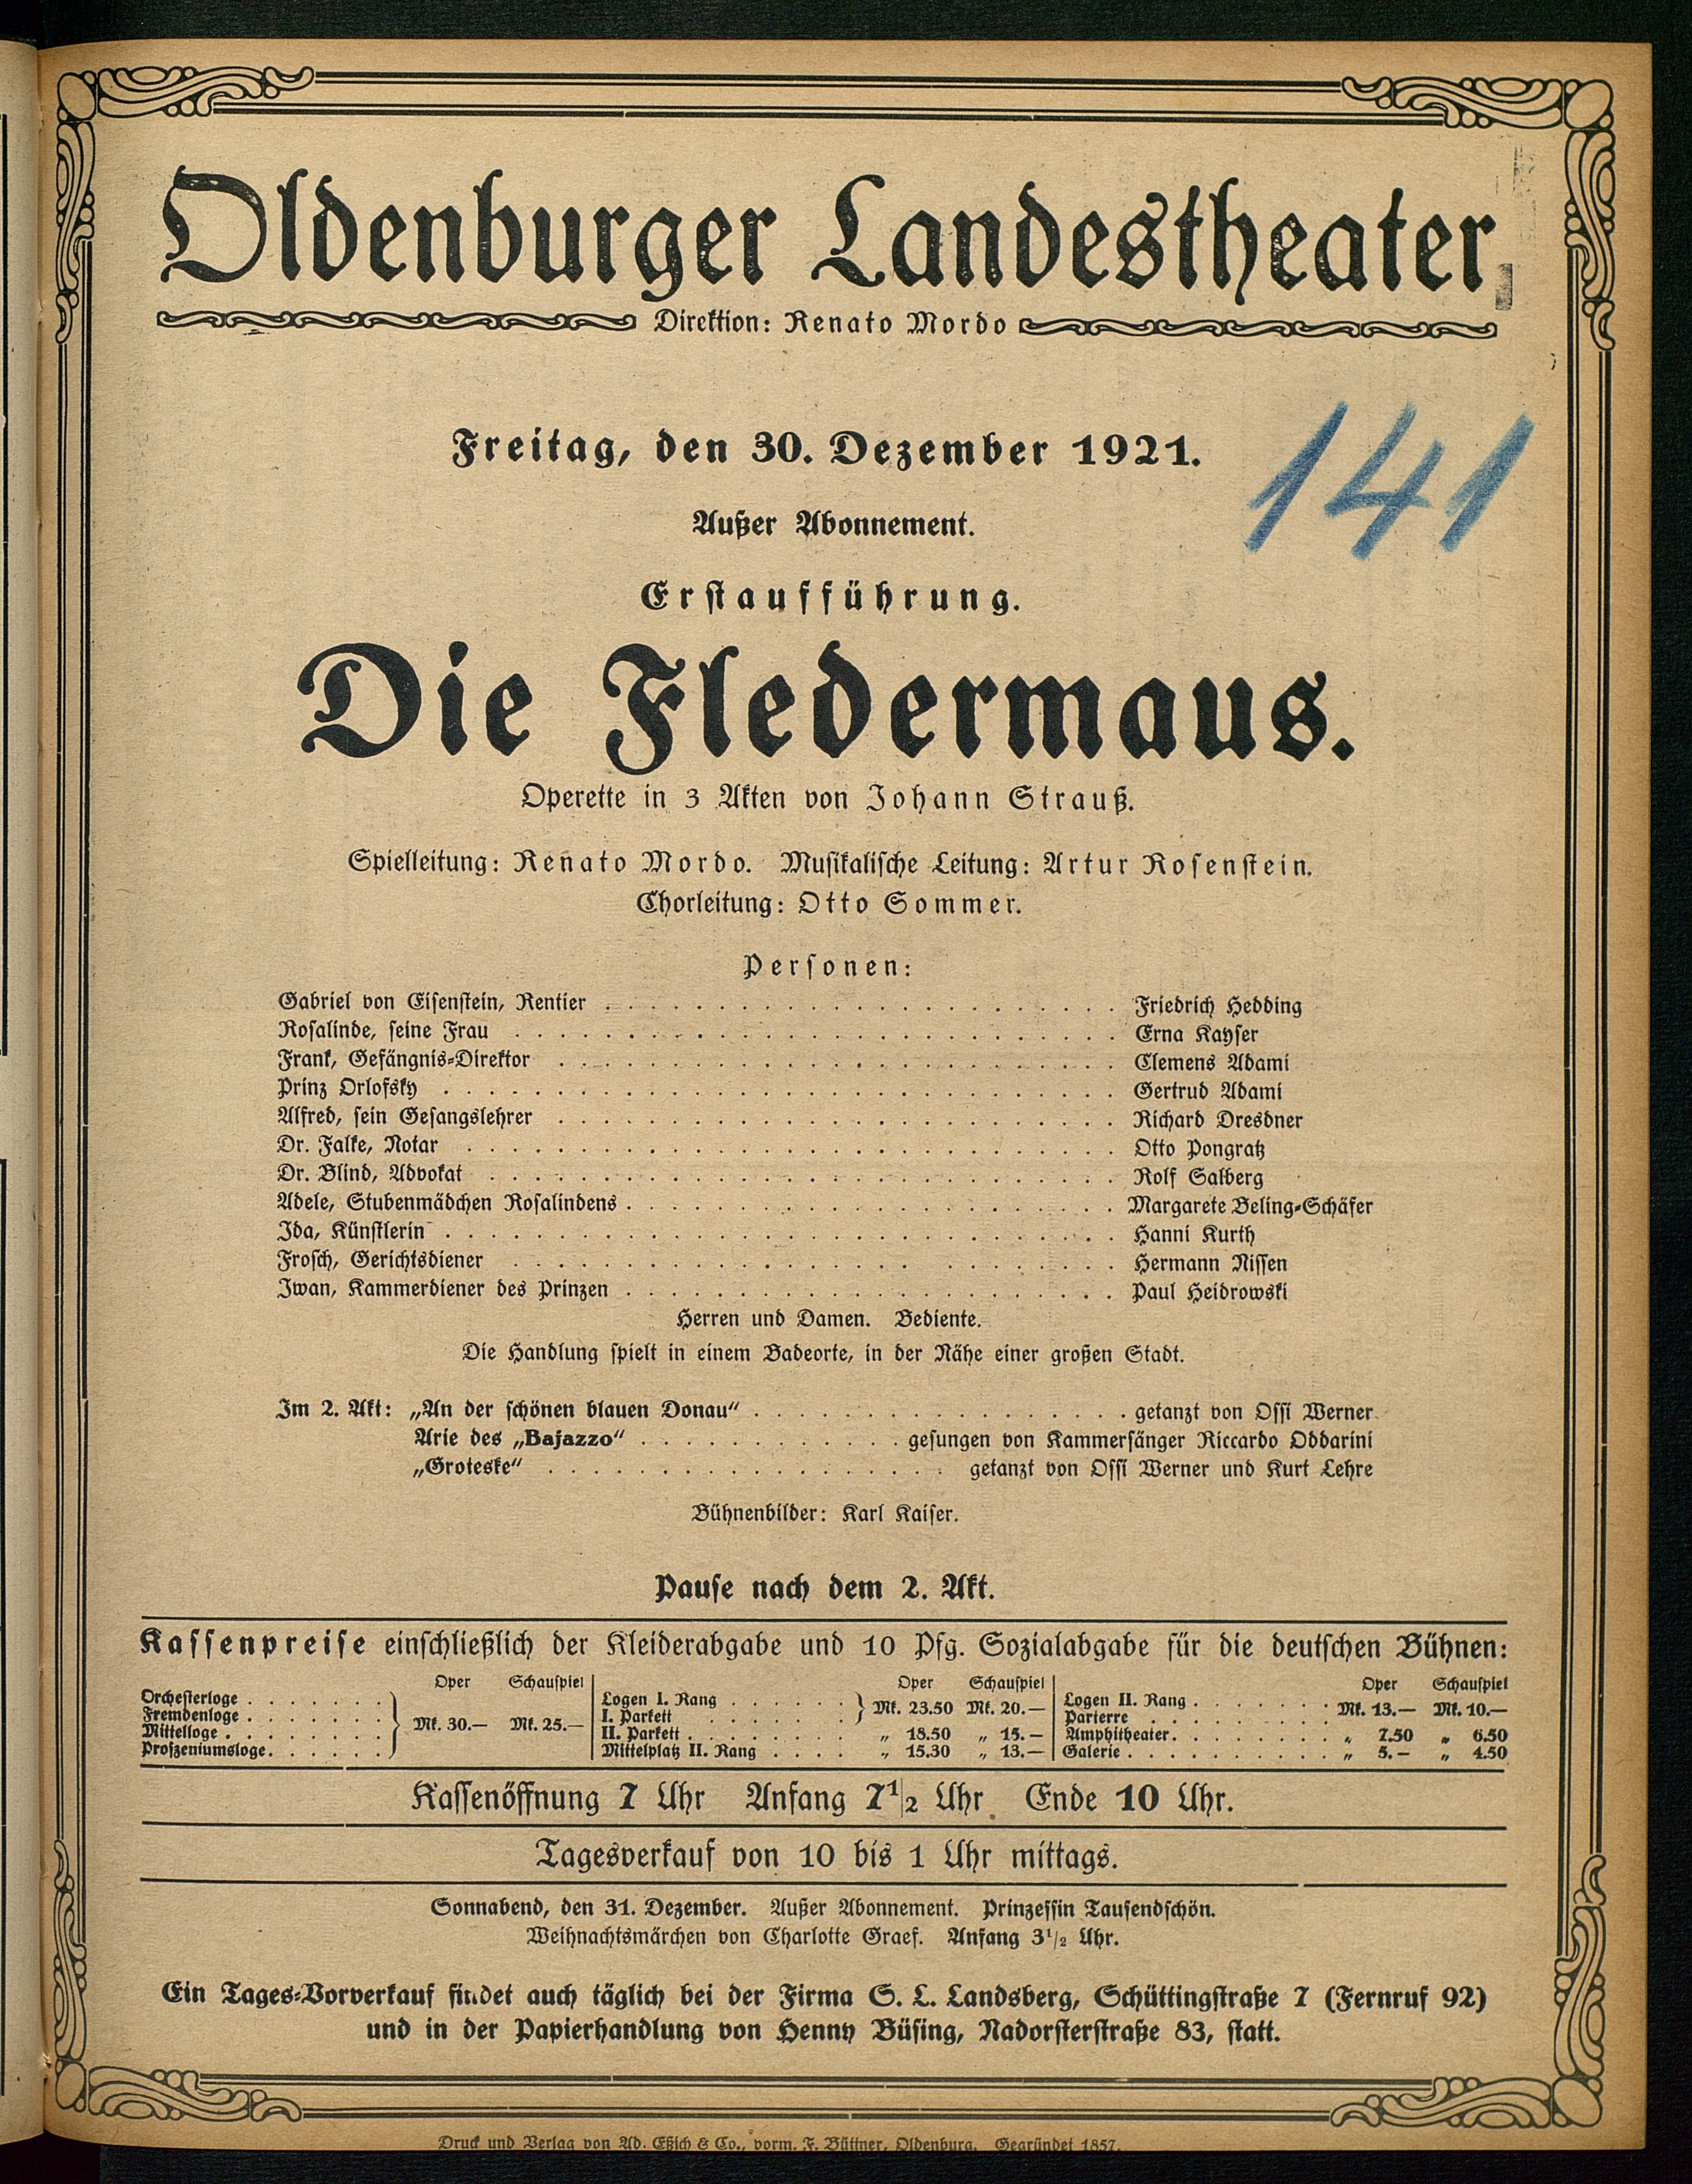 Oldenburger Landestheater
Direktion: Renato Mordo
141
Freitag, den 30. Dezember 1921.
Außer Abonnement.
Erstaufführung.
Die Fledermaus.
Operette in 3 Akten von Johann Strauß.
Spielleitung: Renato Mordo. Musikalische Leitung: Artur Rosenstein.
Chorleitung: Otto Sommer.
Personen:
Gabriel von Eisenstein, Rentier . . . . . Friedrich Hedding
Rosalinde, seine Frau . . . . . Erna Kayser
Frank, Gefängnis-Direktor . . . . . Clemens Adami
Prinz Orlofsky . . . . . Gertrud Adami
Alfred, sein Gesangslehrer . . . . . Richard Dresdner
Dr. Falke, Notar . . . . . Otto Pongratz
Dr. Blind, Advokat . . . . . Rolf Salberg
Adele, Stubenmädchen Rosalindens . . . . . Margarete Beling-Schäfer
Ida, Künstlerin . . . . . Hanni Kurth
Frosch, Gerichtsdiener . . . . . Hermann Nissen
Iwan, Kammerdiener des Prinzen . . . . . Paul Heidrowski
Herren und Damen. Bediente.
Die Handlung spielt in einem Badeorte, in der Nähe einer großen Stadt.
Im 2. Akt: „An der schönen blauen Donau“ . . . . . getanzt von Ossi Werner
Arie des „Bajazzo“ . . . . . gesungen von Kammersänger Riccardo Oddarini
„Groteske“ . . . . . getanzt von Ossi Werner und Kurt Lehre
Bühnenbilder: Karl Kaiser.
Pause nach dem 2. Akt.
Kassenpreise einschließlich der Kleiderabgabe und 10 Pfg. Sozialabgabe für die deutschen Bühnen:
Oper Schauspiel
Orchesterloge . . . . .
Fremdenloge . . . . .
Mittelloge . . . . .
Proszeniumsloge . . . . .
Mk. 30.— Mk. 25.—
Oper Schauspiel
Logen I. Rang . . . . .
I. Parkett . . . . .
Mk. 23.50 Mk. 20.—
II. Parkett . . . . . „ 18.50 „ 15.—
Mittelplatz II. Rang . . . . „ 15.30 „ 13.—
Oper Schauspiel
Logen II. Rang . . . . .
Parterre . . . . .
Mk. 13.— Mk. 10.—
Amphitheater . . . . . „ 7.50 „ 6.50
Galerie . . . . . „ 5.— „ 4.50
Kassenöffnung 7 Uhr Anfang 7 1/2 Uhr Ende 10 Uhr.
Tagesverkauf von 10 bis 1 Uhr mittags.
Sonnabend, den 31. Dezember. Außer Abonnement. Prinzessin Tausendschön.
Weihnachtsmärchen von Charlotte Graef. Anfang 3 1/2 Uhr.
Ein Tages-Vorverkauf findet auch täglich bei der Firma S. L. Landsberg, Schüttingstraße 7 (Fernruf 92)
und in der Papierhandlung von Henny Büsing, Nadorsterstraße 83, statt.
Druck und Verlag von Ad. Eßich & Co., vorm. F. Büttner, Oldenburg. Gegründet 1857.